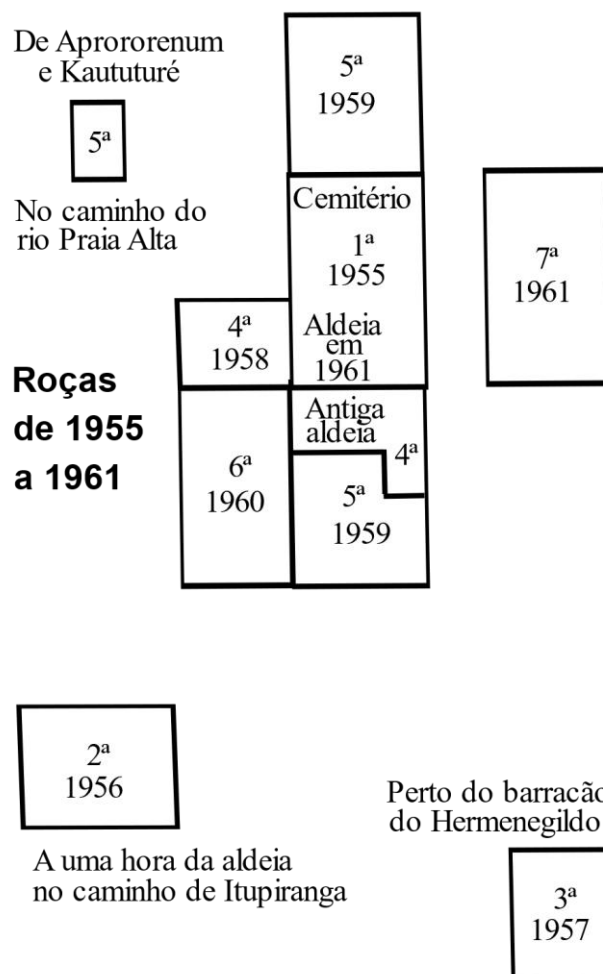 De Aprororenum
e Kaututuré
5ª
No caminho do
rio Praia Alta
5ª
1959
Cemitério
1ª
1955
Aldeia
em
1961
7ª
1961
4ª
1958
Roças
de 1955
a 1961
Antiga
aldeia
4ª
6ª
1960
5ª
1959
2ª
1956
A uma hora da aldeia
no caminho de Itupiranga
Perto do barracão
do Hermenegildo
3ª
1957